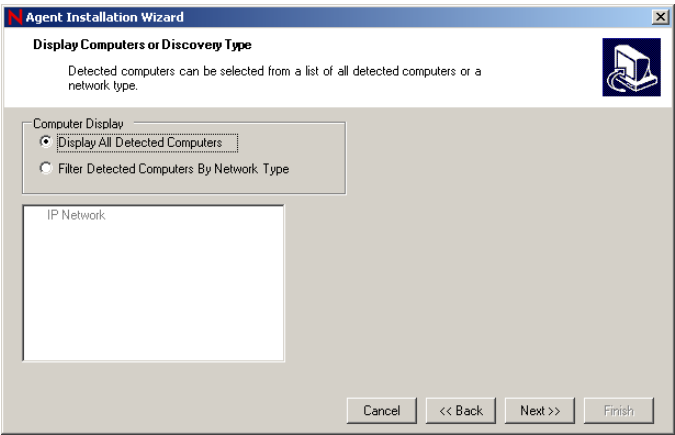 Agent Installation Wizard
Display Computers or Discovery Type
Detected computers can be selected from a list of all detected computers or a
network type.
Computer Display
Display All Detected Computers
Filter Detected Computers By Network Type
IP Network
Cancel
<< Back
Next >>
Finish